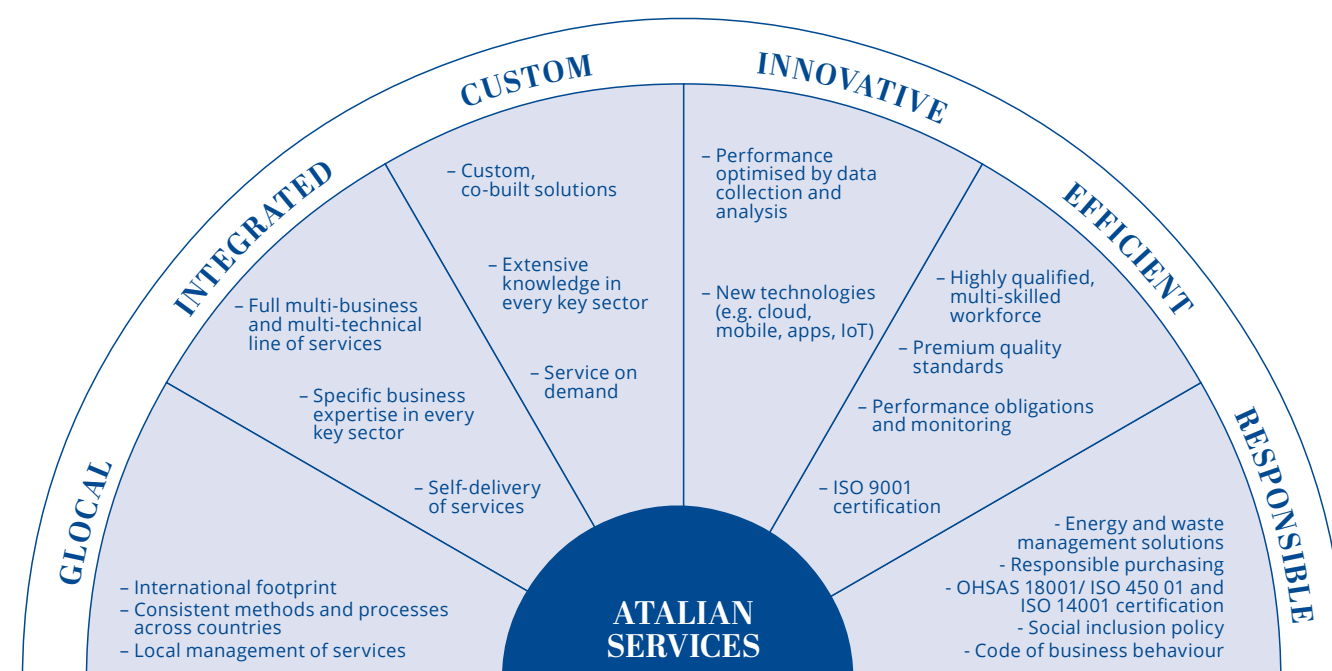 GLOCAL
– International footprint
– Consistent methods and processes
across countries
– Local management of services
INTEGRATED
– Full multi-business
and multi-technical
line of services
– Specific business
expertise in every
key sector
– Self-delivery
of services
CUSTOM
– Custom,
co-built solutions
– Extensive
knowledge in
every key sector
– Service on
demand
INNOVATIVE
– Performance
optimised by data
collection and
analysis
– New technologies
(e.g. cloud,
mobile, apps, IoT)
EFFICIENT
– Highly qualified,
multi-skilled
workforce
– Premium quality
standards
– Performance obligations
and monitoring
– ISO 9001
certification
RESPONSIBLE
- Energy and waste
management solutions
- Responsible purchasing
- OHSAS 18001/ ISO 450 01 and
ISO 14001 certification
- Social inclusion policy
- Code of business behaviour
ATALIAN
SERVICES